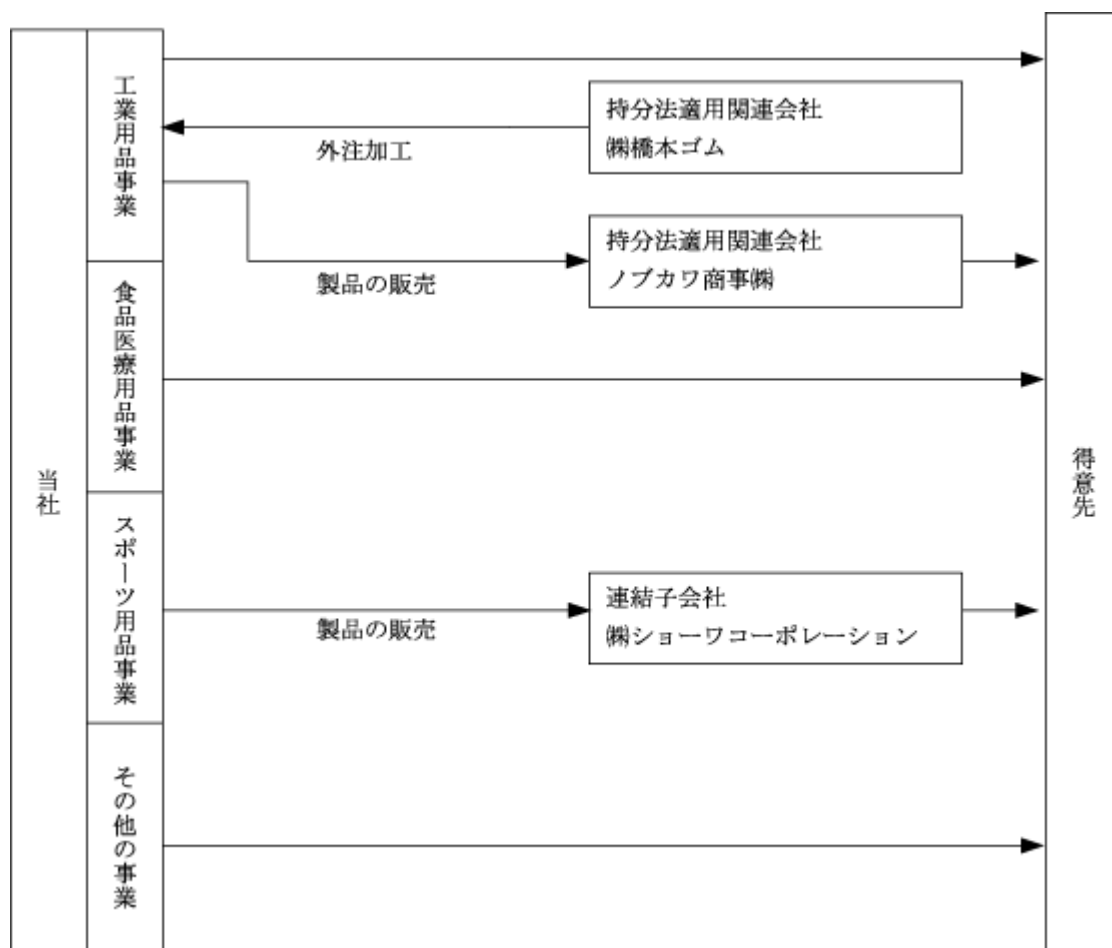 当社
工業用品事業
外注加工
持分法適用関連会社
㈱橋本ゴム
製品の販売
持分法適用関連会社
ノブカワ商事㈱
食品医療用品事業
スポーツ用品事業
製品の販売
連結子会社
㈱ショーワコーポレーション
その他の事業
得意先